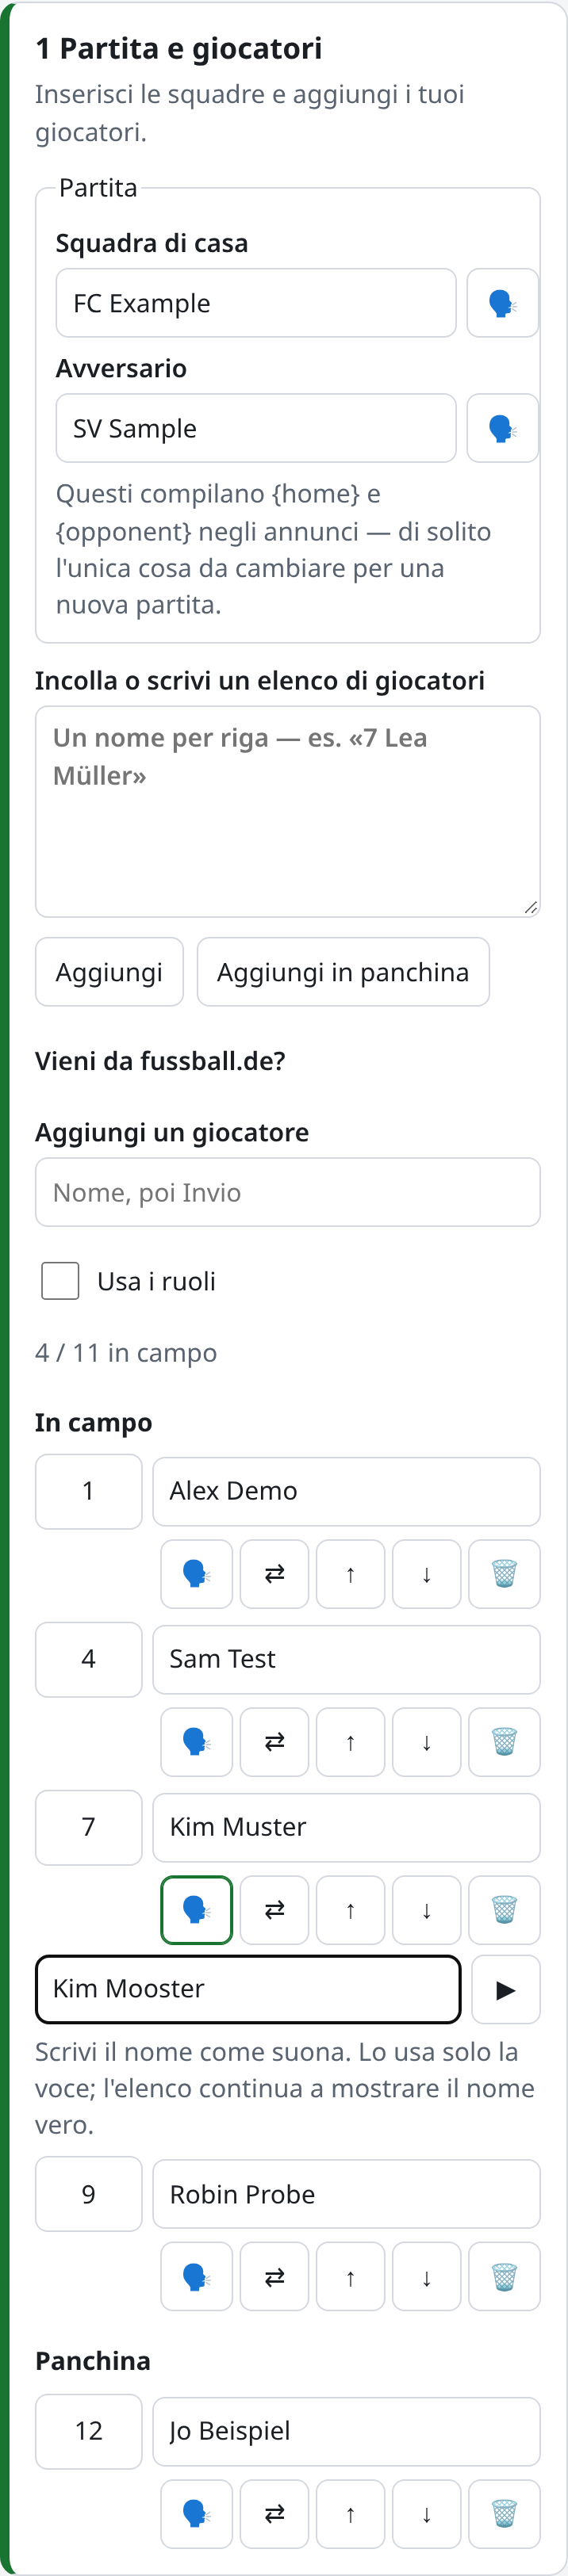 1 Partita e giocatori
Inserisci le squadre e aggiungi i tuoi
giocatori.
Partita
Squadra di casa
FC Example
Avversario
SV Sample
Questi compilano {home} e
{opponent} negli annunci — di solito
l'unica cosa da cambiare per una
nuova partita.
Incolla o scrivi un elenco di giocatori
Un nome per riga — es. «7 Lea
Müller»
Aggiungi
Aggiungi in panchina
Vieni da fussball.de?
Aggiungi un giocatore
Nome, poi Invio
Usa i ruoli
4 / 11 in campo
In campo
1 Alex Demo
⇄ ↑ ↓
4 Sam Test
⇄ ↑ ↓
7 Kim Muster
⇄ ↑ ↓
Kim Mooster ▶
Scrivi il nome come suona. Lo usa solo la
voce; l'elenco continua a mostrare il nome
vero.
9 Robin Probe
⇄ ↑ ↓
Panchina
12 Jo Beispiel
⇄ ↑ ↓